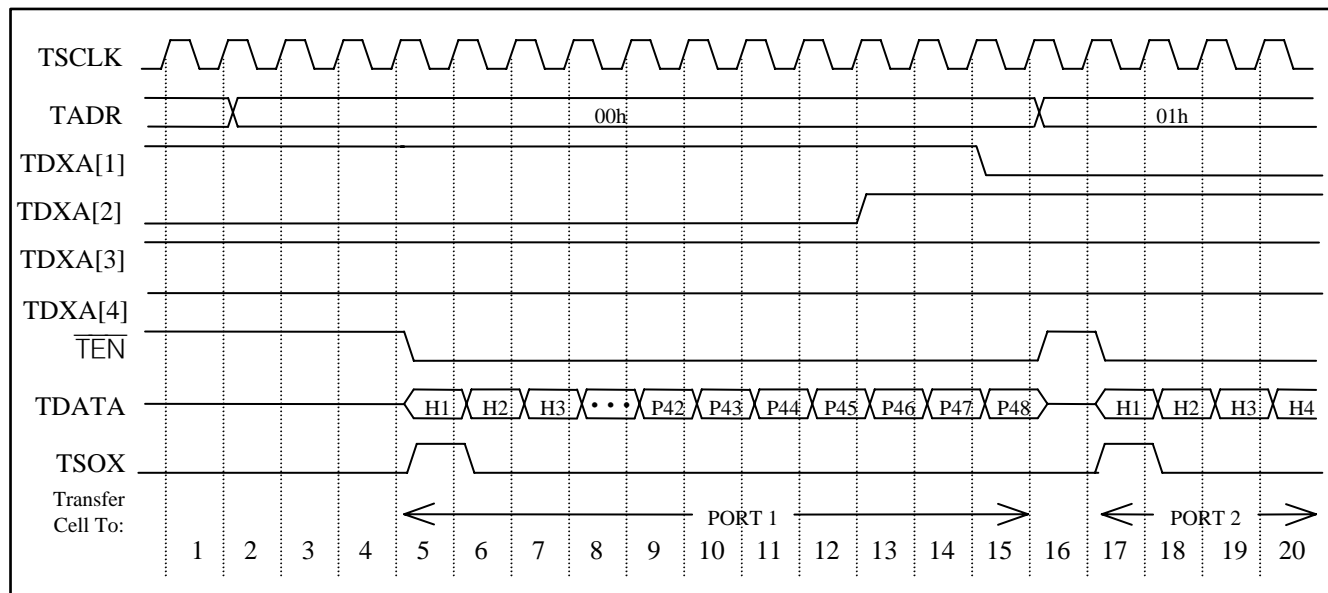 TSCLK
TADR 00h 01h
TDXA[1]
TDXA[2]
TDXA[3]
TDXA[4]
TEN
TDATA H1 H2 H3 • • • P42 P43 P44 P45 P46 P47 P48 H1 H2 H3 H4
TSOX
Transfer
Cell To: PORT 1 PORT 2
1 2 3 4 5 6 7 8 9 10 11 12 13 14 15 16 17 18 19 20